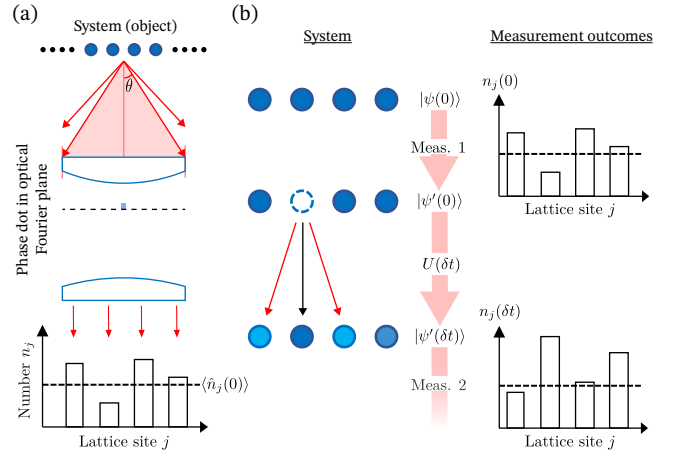 (a)
System (object)
θ
Phase dot in optical
Fourier plane
Number n_j
⟨n̂_j(0)⟩
Lattice site j
(b)
System
Measurement outcomes
|ψ(0)⟩
Meas. 1
|ψ′(0)⟩
U(δt)
|ψ′(δt)⟩
Meas. 2
n_j(0)
Lattice site j
n_j(δt)
Lattice site j